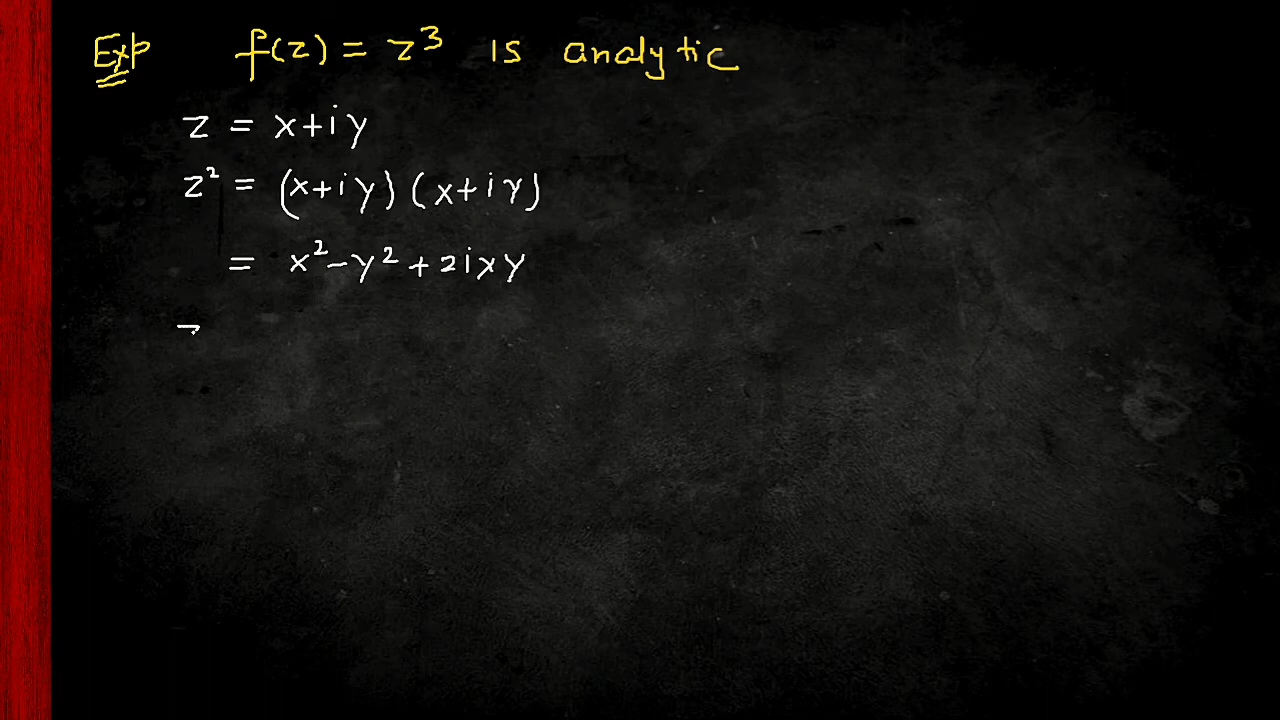 Exp f(z) = z³ is analytic
z = x+iy
z² = (x+iy)(x+iy)
= x²-y²+2ixy